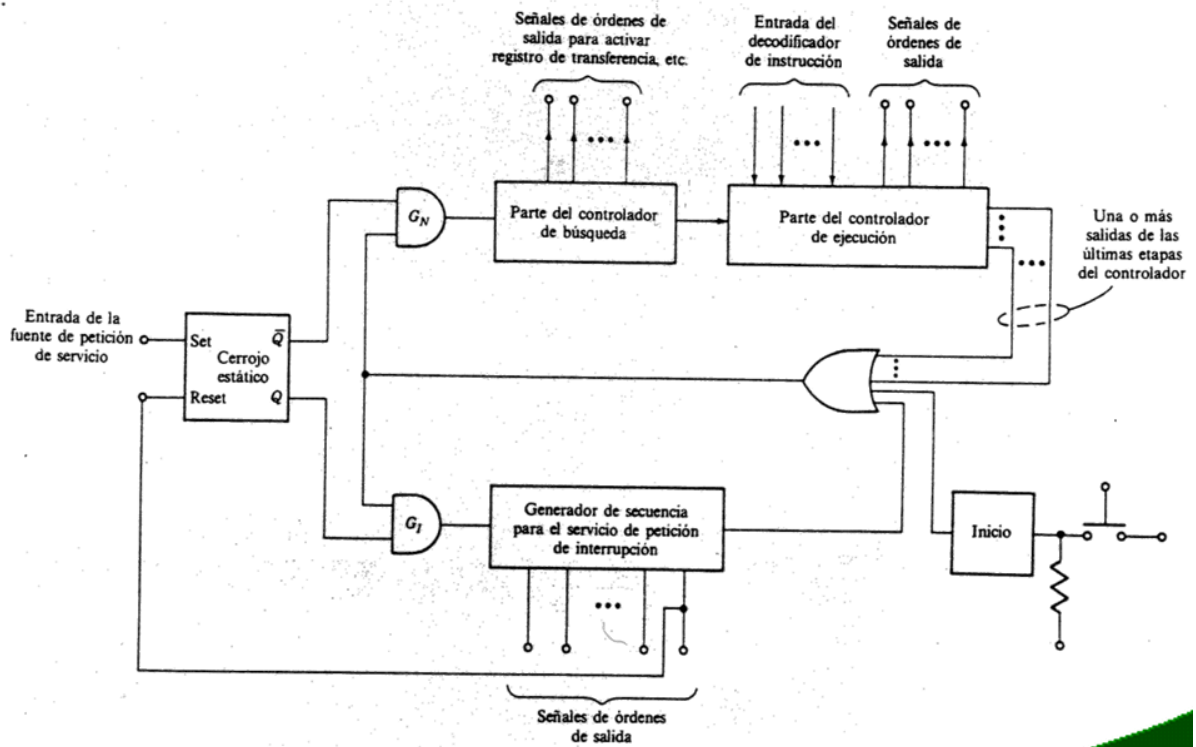 Señales de órdenes de
salida para activar
registro de transferencia, etc.
Entrada del
decodificador
de instrucción
Señales de
órdenes de
salida
G_N
Parte del controlador
de búsqueda
Parte del controlador
de ejecución
Una o más
salidas de las
últimas etapas
del controlador
Entrada de la
fuente de petición
de servicio
Set
Q̅
Cerrojo
estático
Reset
Q
G_I
Generador de secuencia
para el servicio de petición
de interrupción
Inicio
Señales de órdenes
de salida